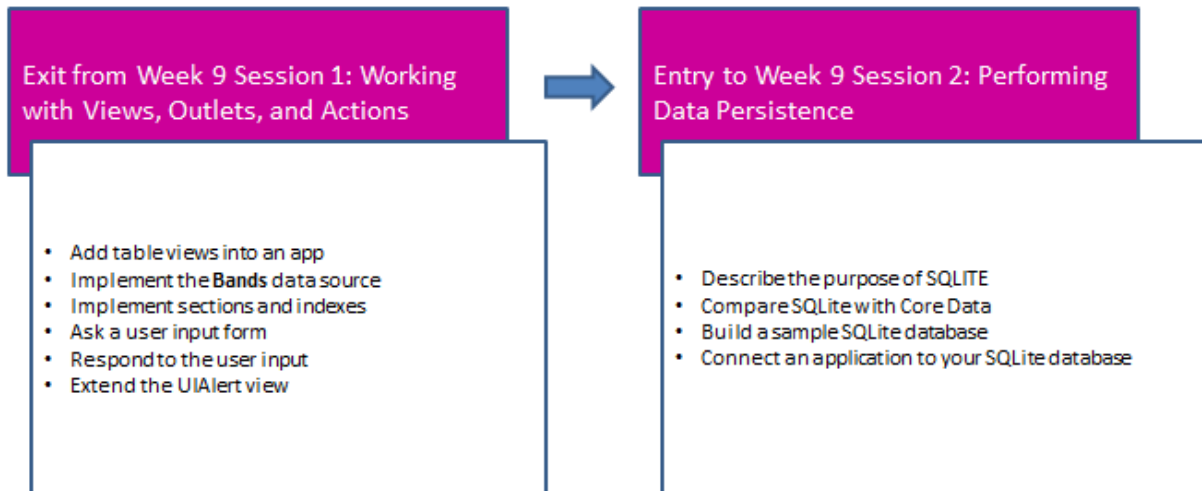 Exit from Week 9 Session 1: Working
with Views, Outlets, and Actions
• Add table views into an app
• Implement the Bands data source
• Implement sections and indexes
• Ask a user input form
• Respond to the user input
• Extend the UIAlert view
Entry to Week 9 Session 2: Performing
Data Persistence
• Describe the purpose of SQLITE
• Compare SQLite with Core Data
• Build a sample SQLite database
• Connect an application to your SQLite database